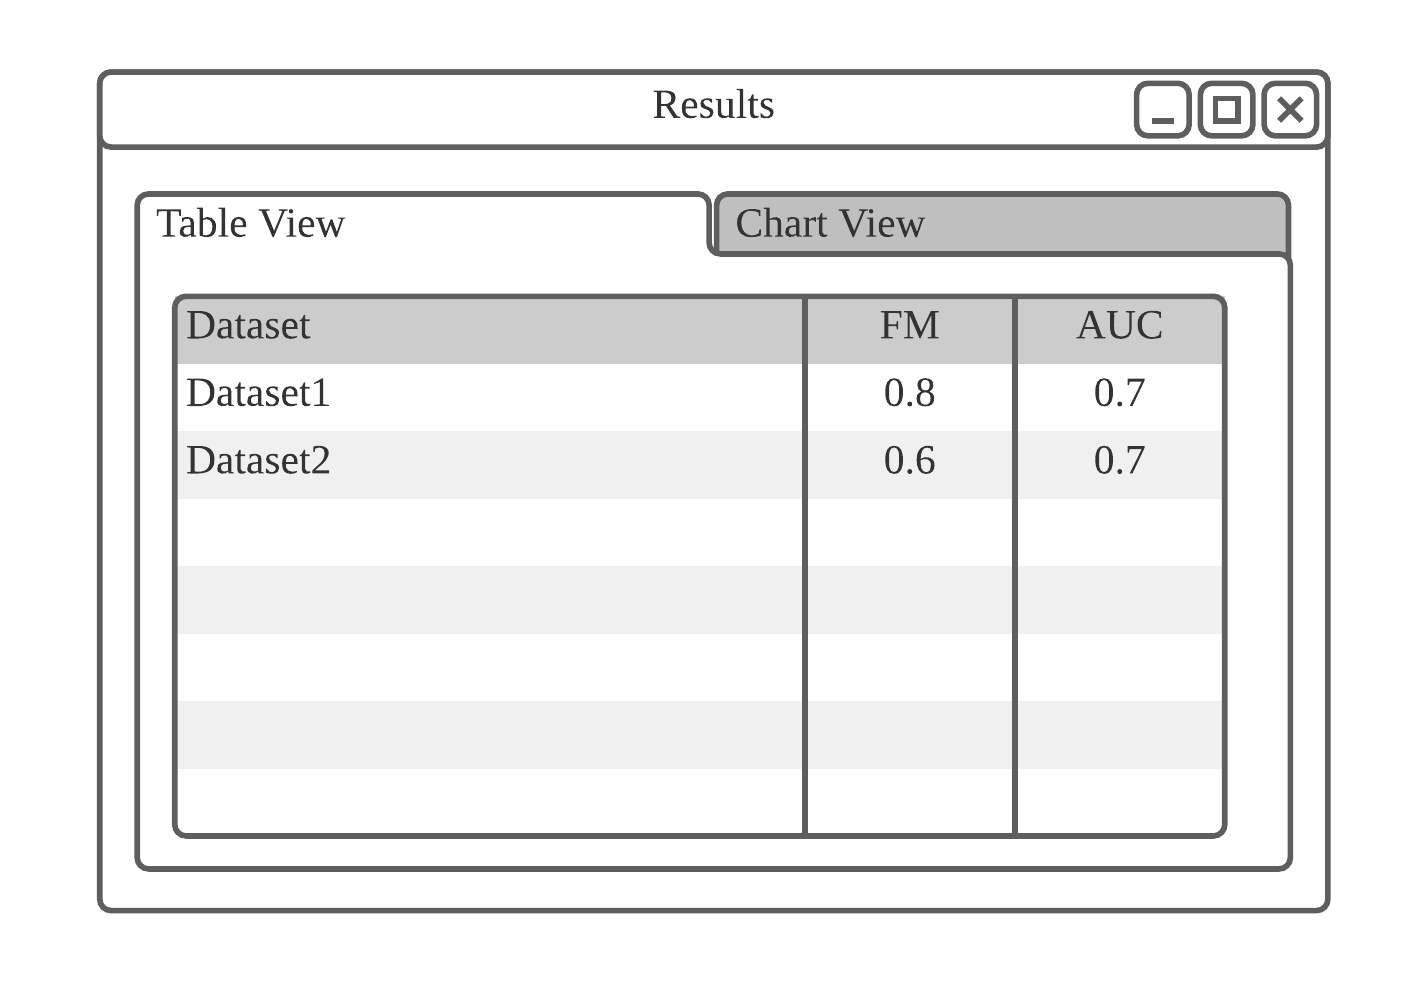 Results
Table View Chart View
Dataset FM AUC
Dataset1 0.8 0.7
Dataset2 0.6 0.7